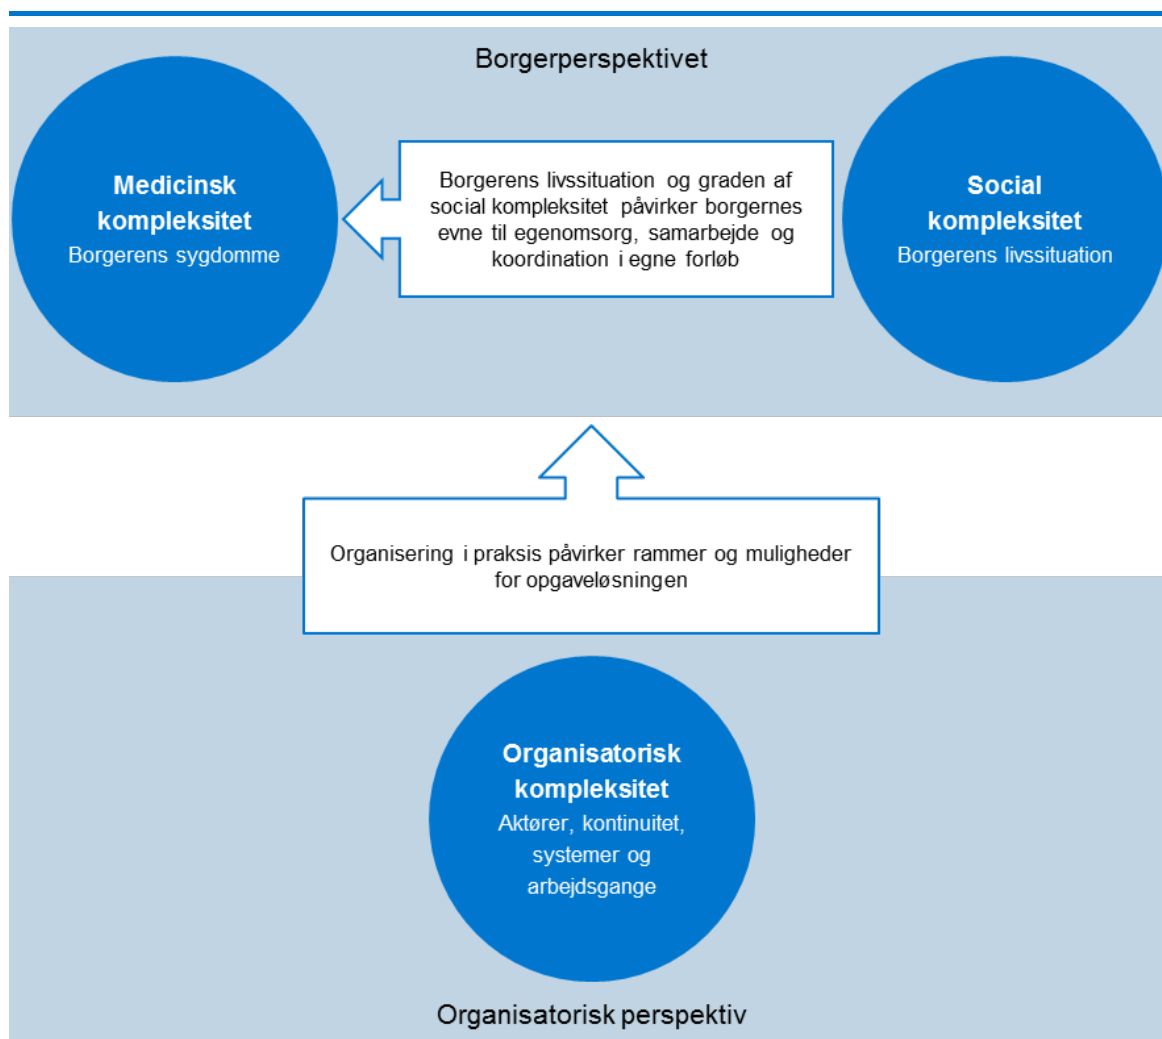 Borgerperspektivet
Medicinsk
kompleksitet
Borgerens sygdomme
Borgerens livssituation og graden af
social kompleksitet påvirker borgernes
evne til egenomsorg, samarbejde og
koordination i egne forløb
Social
kompleksitet
Borgerens livssituation
Organisering i praksis påvirker rammer og muligheder
for opgaveløsningen
Organisatorisk
kompleksitet
Aktører, kontinuitet,
systemer og
arbejdsgange
Organisatorisk perspektiv